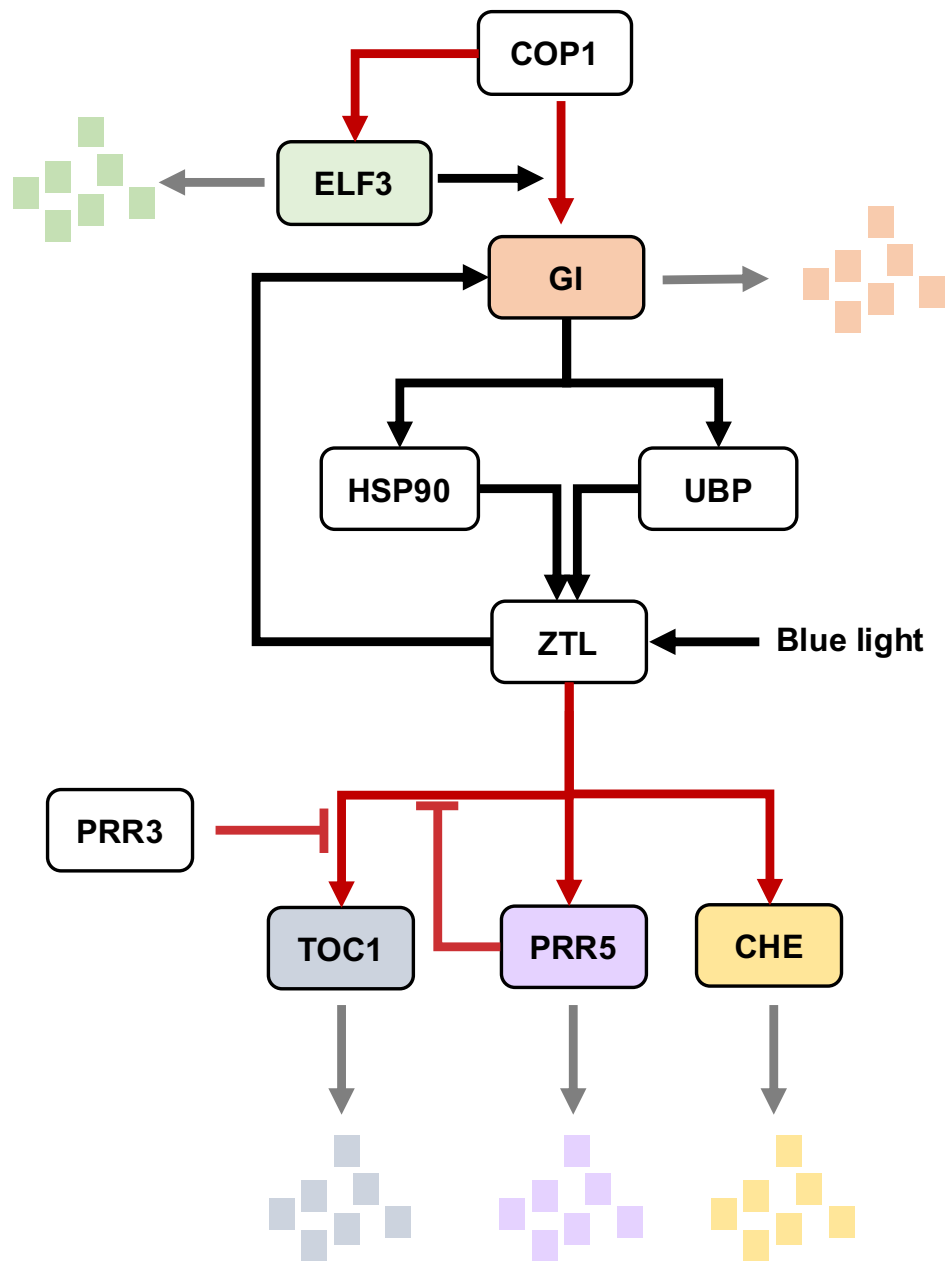 COP1
ELF3
GI
HSP90
UBP
ZTL
Blue light
PRR3
TOC1
PRR5
CHE